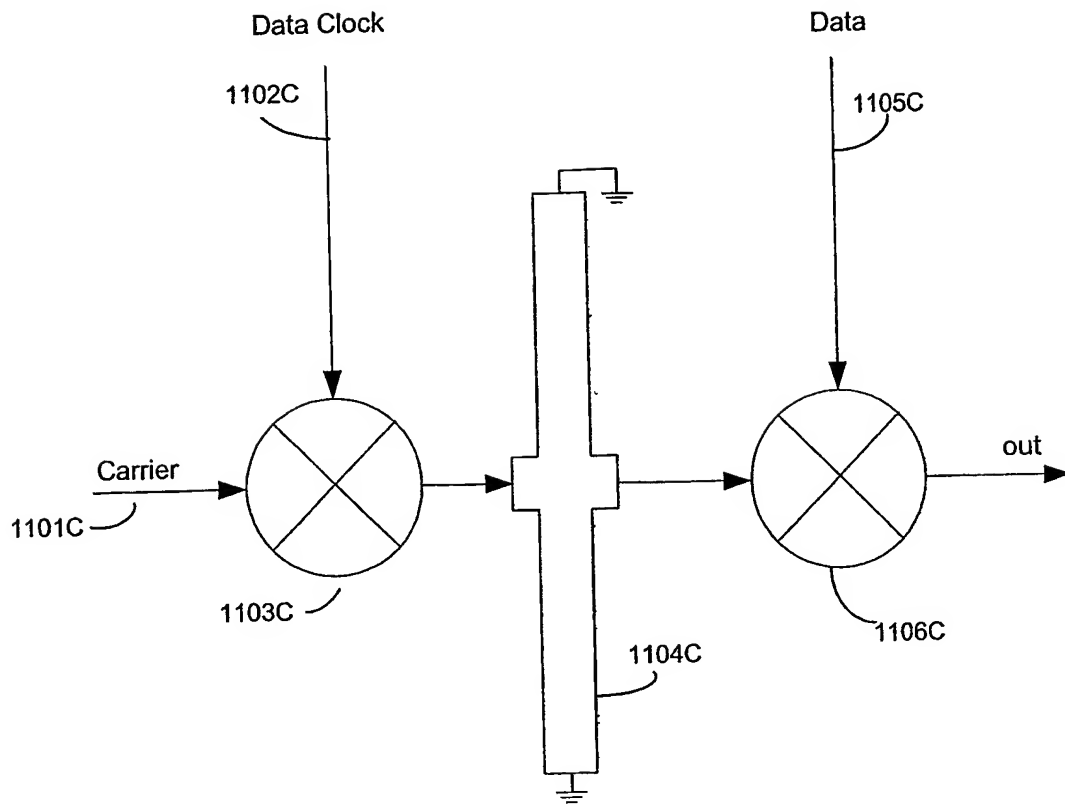 Data Clock
Data
1102C
1105C
Carrier
out
1101C
1103C
1106C
1104C